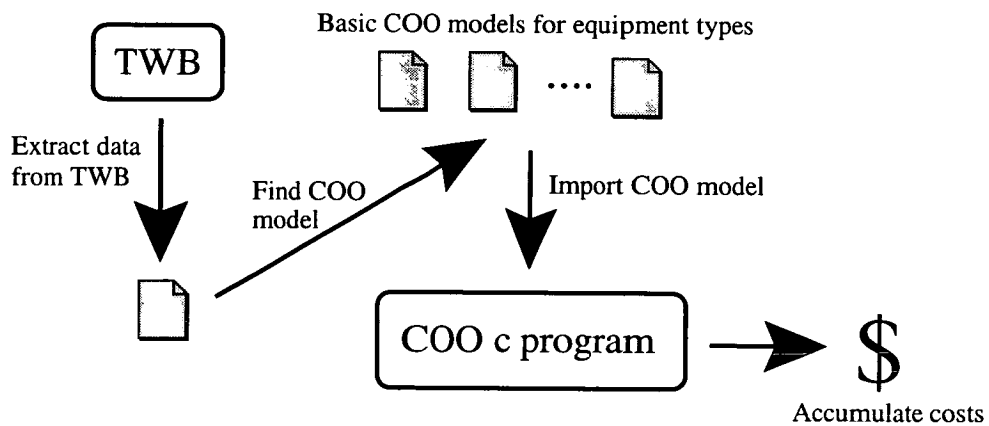 Basic COO models for equipment types
TWB
....
Extract data
from TWB
Find COO
model
Import COO model
COO c program
$
Accumulate costs